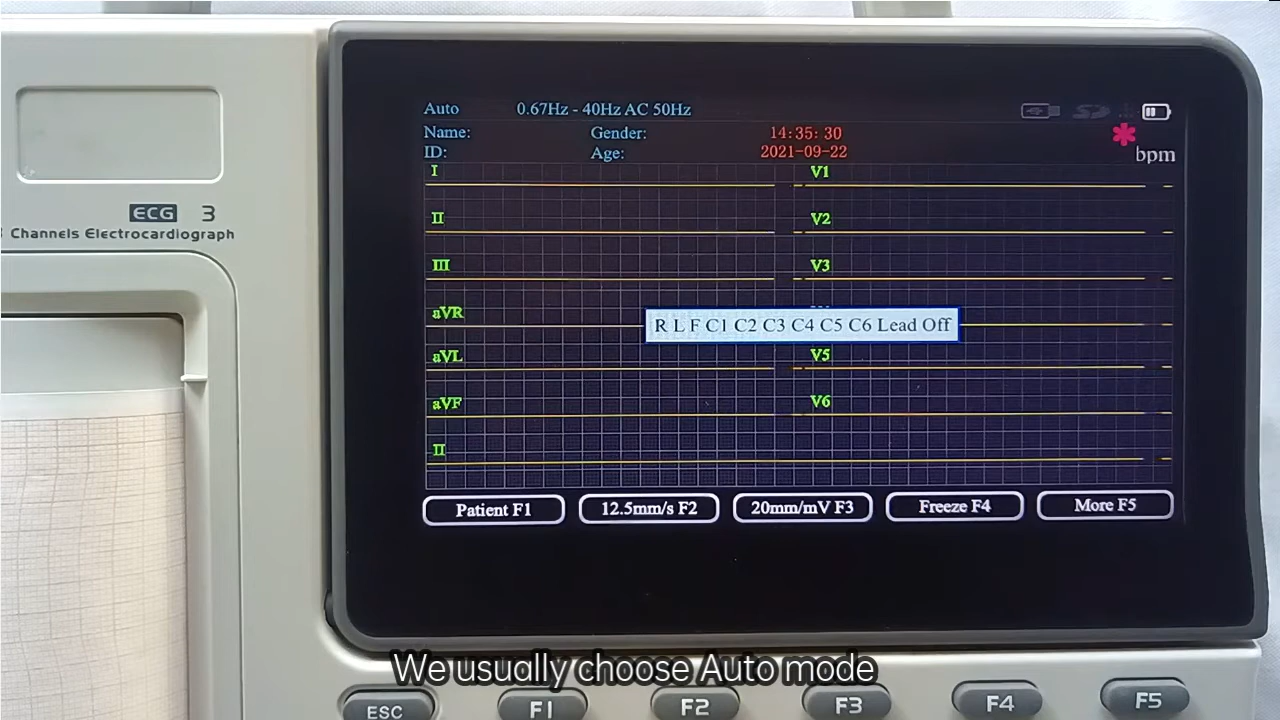 ECG 3
Channels Electrocardiograph
Auto 0.67Hz - 40Hz AC 50Hz
Name: Gender: 14:35:30
ID: Age: 2021-09-22
bpm
I V1
II V2
III V3
aVR
R L F C1 C2 C3 C4 C5 C6 Lead Off
aVL V5
aVF V6
II
Patient F1 12.5mm/s F2 20mm/mV F3 Freeze F4 More F5
We usually choose Auto mode
ESC F1 F2 F3 F4 F5